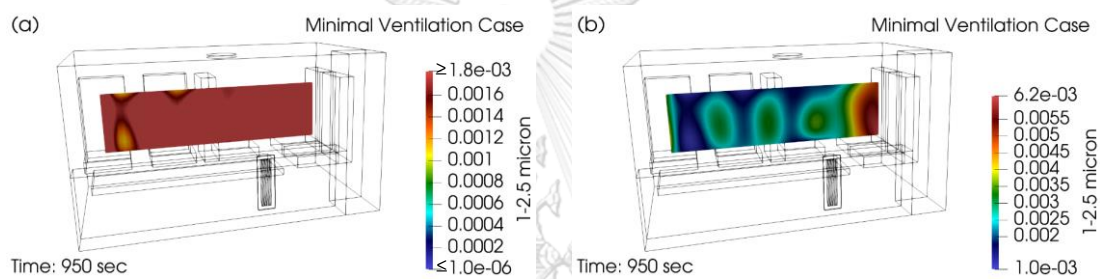 (a)
Minimal Ventilation Case
≥1.8e-03
0.0016
0.0014
0.0012
0.001
0.0008
0.0006
0.0004
0.0002
≤1.0e-06
1-2.5 micron
Time: 950 sec
(b)
Minimal Ventilation Case
6.2e-03
0.0055
0.005
0.0045
0.004
0.0035
0.003
0.0025
0.002
1.0e-03
1-2.5 micron
Time: 950 sec